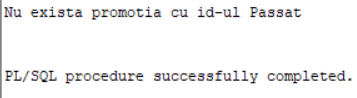 Nu exista promotia cu id-ul Passat
PL/SQL procedure successfully completed.